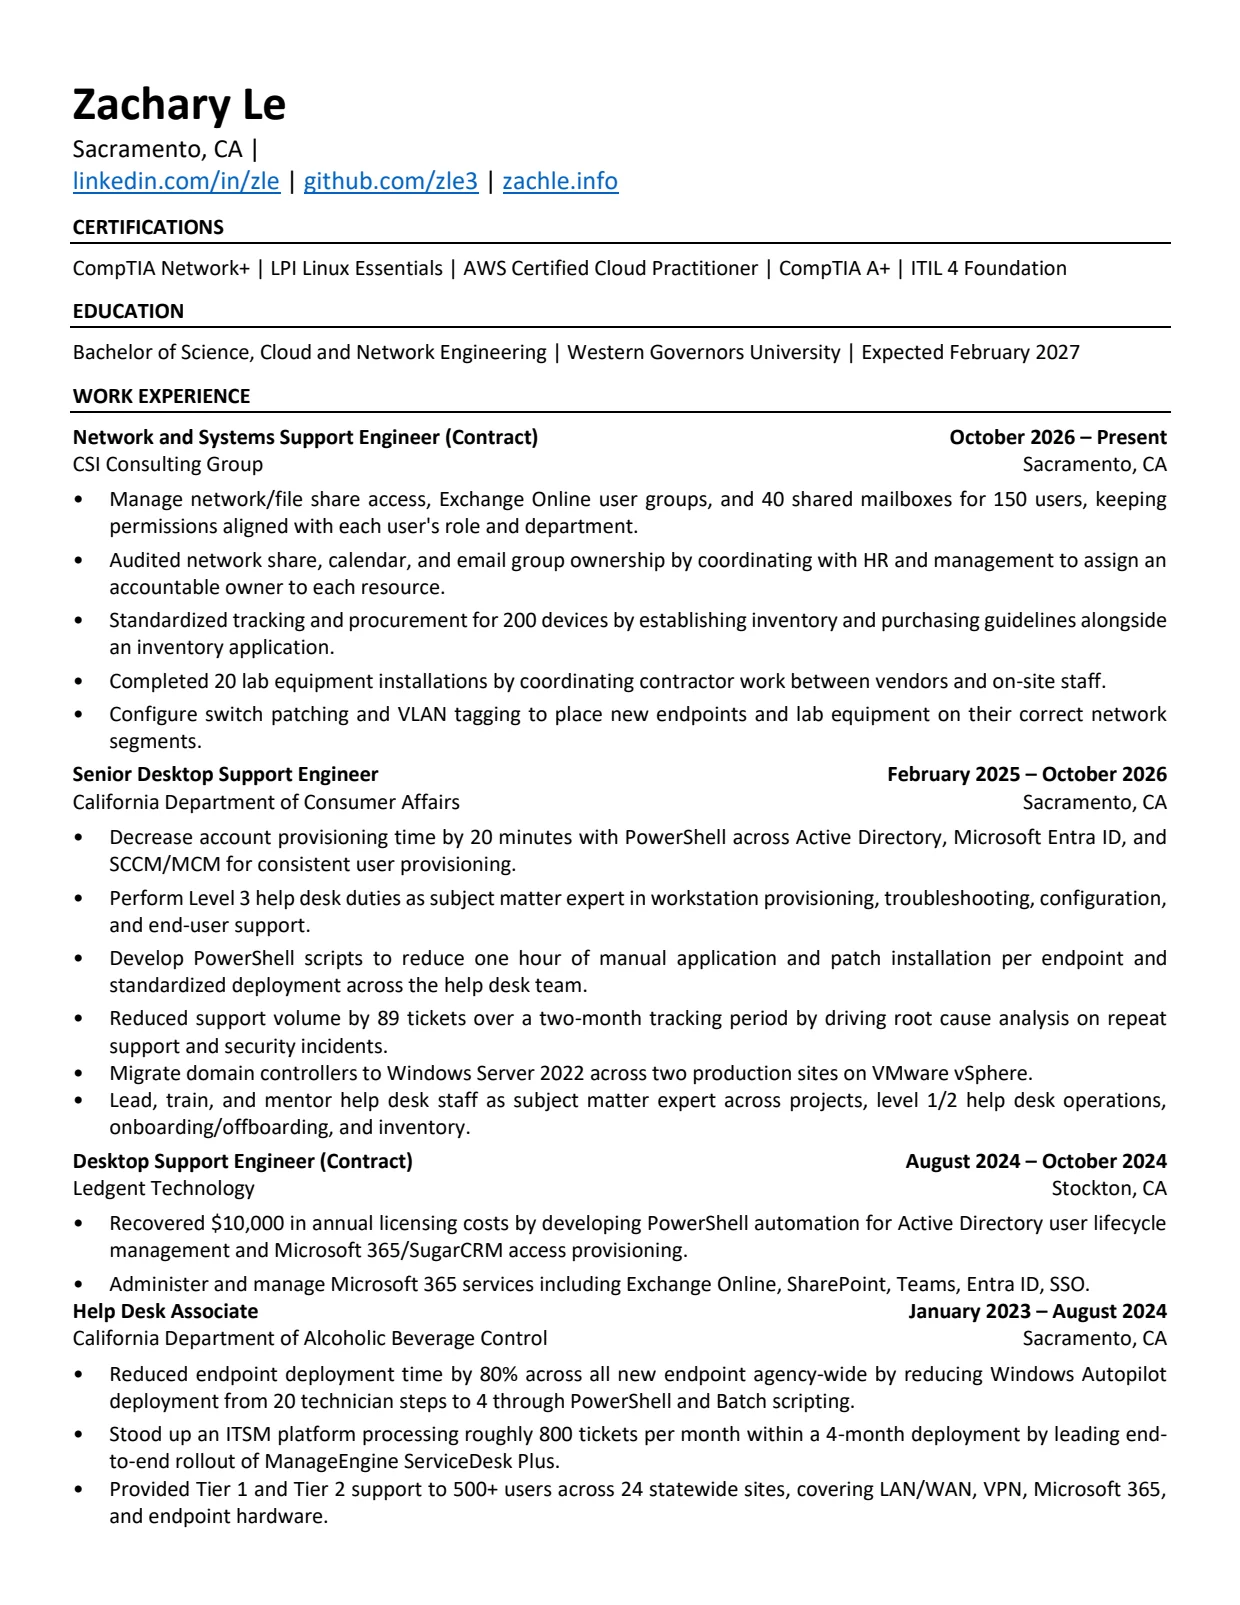 Zachary Le
Sacramento, CA |
linkedin.com/in/zle | github.com/zle3 | zachle.info
CERTIFICATIONS
CompTIA Network+ | LPI Linux Essentials | AWS Certified Cloud Practitioner | CompTIA A+ | ITIL 4 Foundation
EDUCATION
Bachelor of Science, Cloud and Network Engineering | Western Governors University | Expected February 2027
WORK EXPERIENCE
Network and Systems Support Engineer (Contract) October 2026 – Present
CSI Consulting Group Sacramento, CA
• Manage network/file share access, Exchange Online user groups, and 40 shared mailboxes for 150 users, keeping
permissions aligned with each user's role and department.
• Audited network share, calendar, and email group ownership by coordinating with HR and management to assign an
accountable owner to each resource.
• Standardized tracking and procurement for 200 devices by establishing inventory and purchasing guidelines alongside
an inventory application.
• Completed 20 lab equipment installations by coordinating contractor work between vendors and on-site staff.
• Configure switch patching and VLAN tagging to place new endpoints and lab equipment on their correct network
segments.
Senior Desktop Support Engineer February 2025 – October 2026
California Department of Consumer Affairs Sacramento, CA
• Decrease account provisioning time by 20 minutes with PowerShell across Active Directory, Microsoft Entra ID, and
SCCM/MCM for consistent user provisioning.
• Perform Level 3 help desk duties as subject matter expert in workstation provisioning, troubleshooting, configuration,
and end-user support.
• Develop PowerShell scripts to reduce one hour of manual application and patch installation per endpoint and
standardized deployment across the help desk team.
• Reduced support volume by 89 tickets over a two-month tracking period by driving root cause analysis on repeat
support and security incidents.
• Migrate domain controllers to Windows Server 2022 across two production sites on VMware vSphere.
• Lead, train, and mentor help desk staff as subject matter expert across projects, level 1/2 help desk operations,
onboarding/offboarding, and inventory.
Desktop Support Engineer (Contract) August 2024 – October 2024
Ledgent Technology Stockton, CA
• Recovered $10,000 in annual licensing costs by developing PowerShell automation for Active Directory user lifecycle
management and Microsoft 365/SugarCRM access provisioning.
• Administer and manage Microsoft 365 services including Exchange Online, SharePoint, Teams, Entra ID, SSO.
Help Desk Associate January 2023 – August 2024
California Department of Alcoholic Beverage Control Sacramento, CA
• Reduced endpoint deployment time by 80% across all new endpoint agency-wide by reducing Windows Autopilot
deployment from 20 technician steps to 4 through PowerShell and Batch scripting.
• Stood up an ITSM platform processing roughly 800 tickets per month within a 4-month deployment by leading end-
to-end rollout of ManageEngine ServiceDesk Plus.
• Provided Tier 1 and Tier 2 support to 500+ users across 24 statewide sites, covering LAN/WAN, VPN, Microsoft 365,
and endpoint hardware.